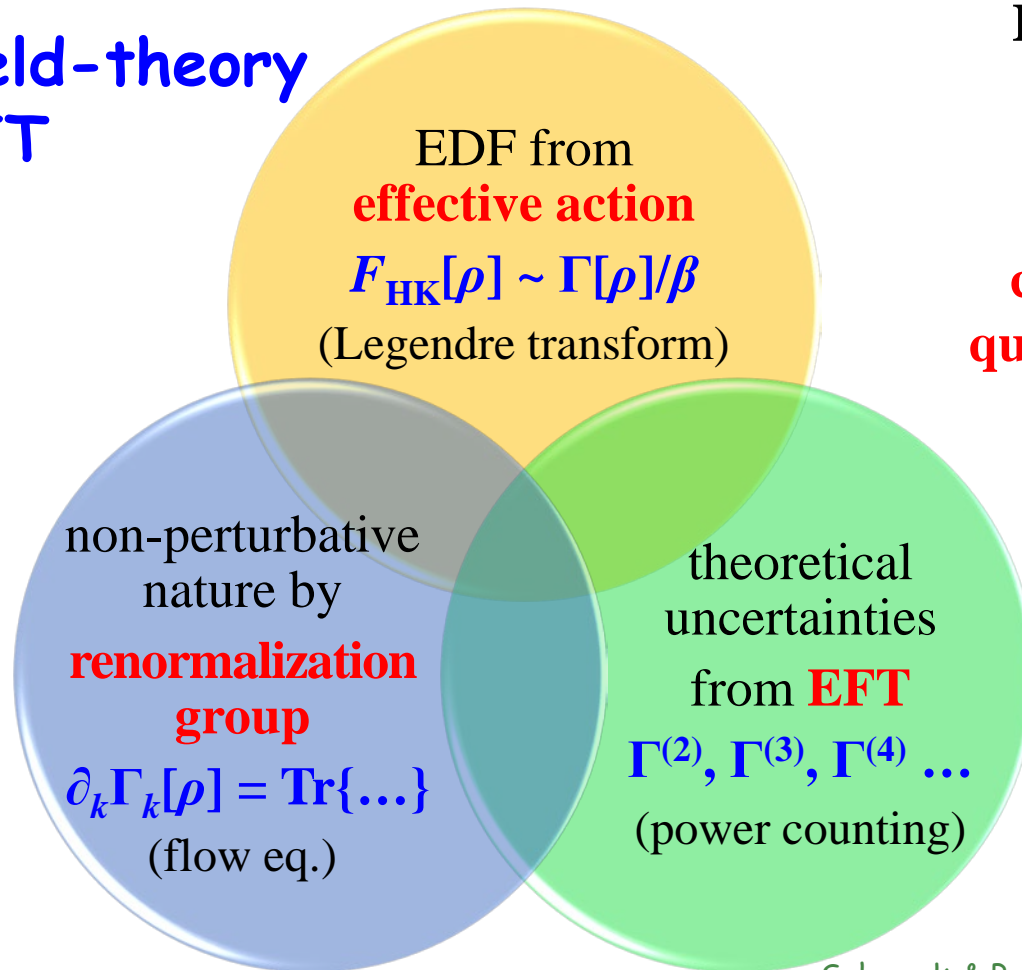 eld-theory
EDF from
effective action
F_HK[ρ] ~ Γ[ρ]/β
(Legendre transform)
qu
non-perturbative
nature by
renormalization
group
∂_kΓ_k[ρ] = Tr{…}
(flow eq.)
theoretical
uncertainties
from EFT
Γ⁽²⁾, Γ⁽³⁾, Γ⁽⁴⁾ …
(power counting)